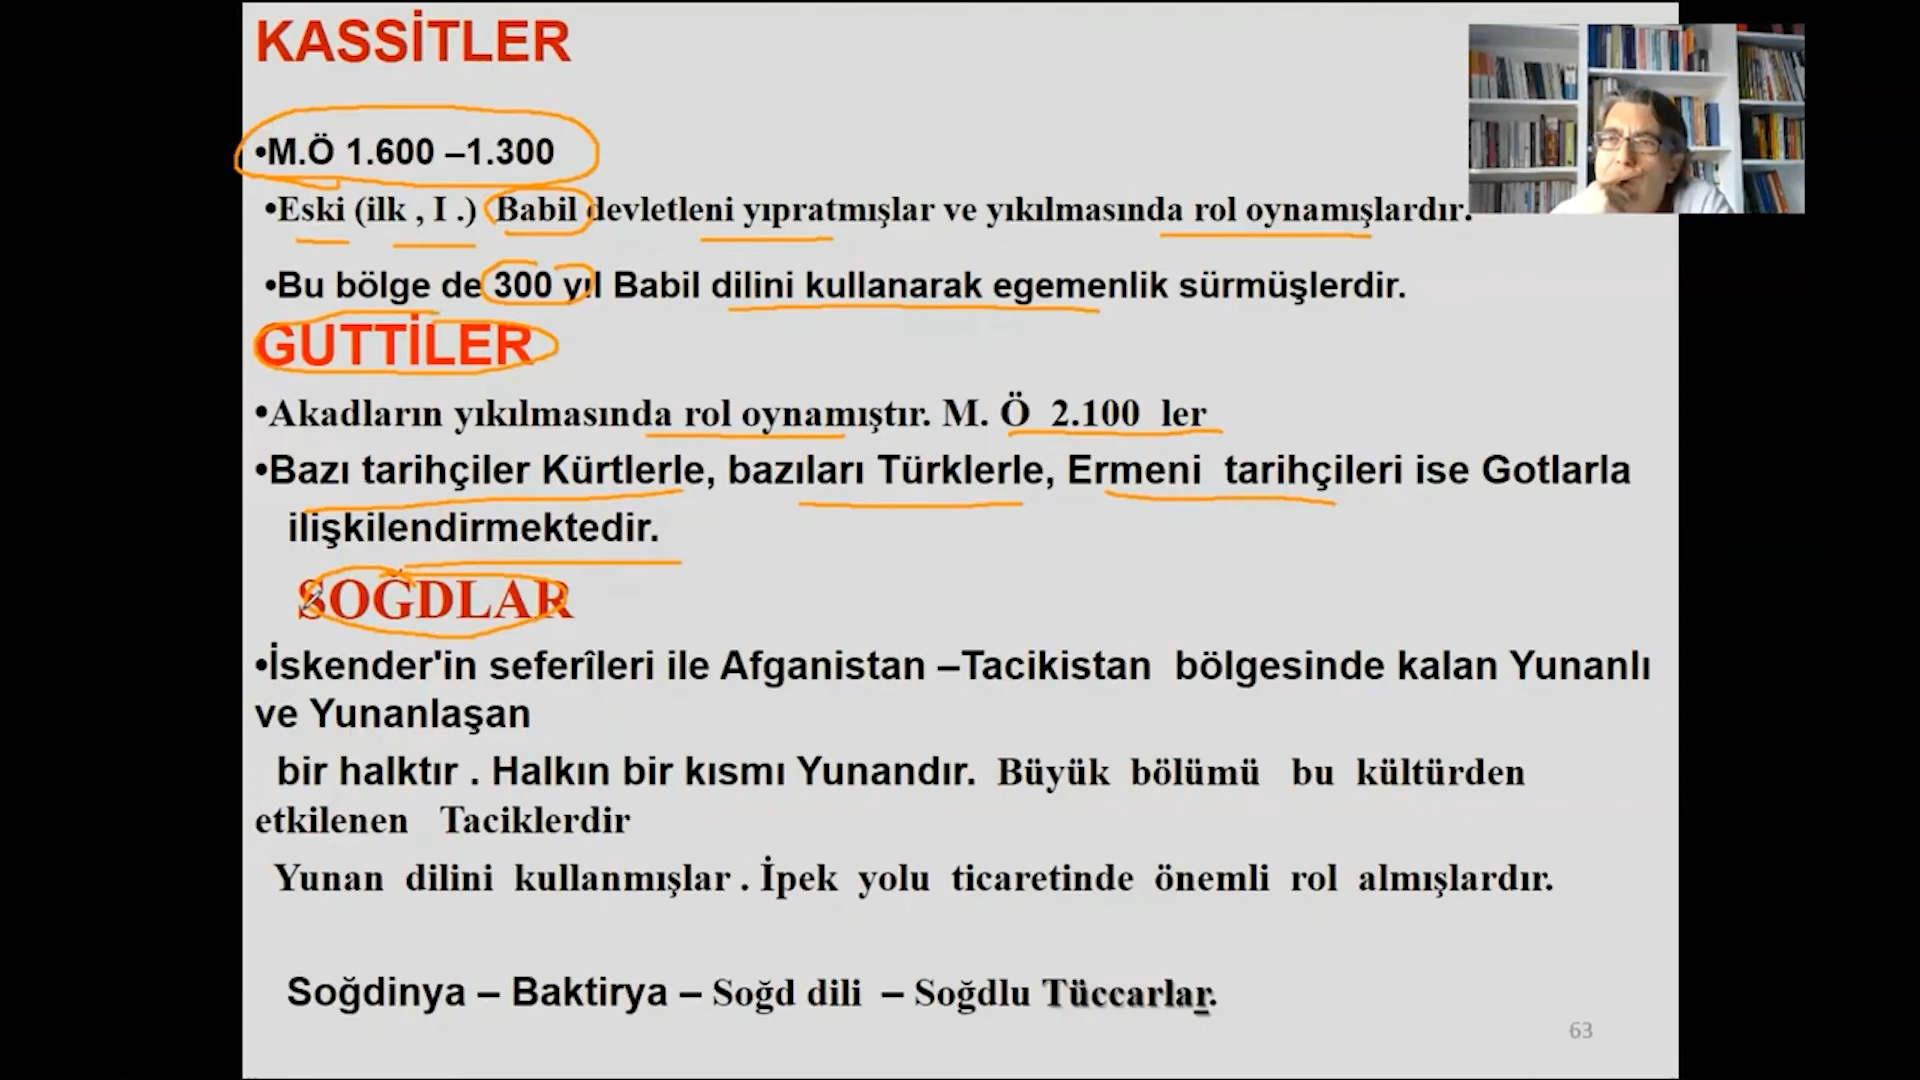 KASSİTLER
•M.Ö 1.600 –1.300
•Eski (ilk , I .) Babil devletleni yıpratmışlar ve yıkılmasında rol oynamışlardır.
•Bu bölge de 300 yıl Babil dilini kullanarak egemenlik sürmüşlerdir.
GUTTİLER
•Akadların yıkılmasında rol oynamıştır. M. Ö 2.100 ler
•Bazı tarihçiler Kürtlerle, bazıları Türklerle, Ermeni tarihçileri ise Gotlarla
ilişkilendirmektedir.
SOĞDLAR
•İskender'in seferîleri ile Afganistan –Tacikistan bölgesinde kalan Yunanlı
ve Yunanlaşan
bir halktır . Halkın bir kısmı Yunandır. Büyük bölümü bu kültürden
etkilenen Taciklerdir
Yunan dilini kullanmışlar . İpek yolu ticaretinde önemli rol almışlardır.
Soğdinya – Baktirya – Soğd dili – Soğdlu Tüccarlar.
63